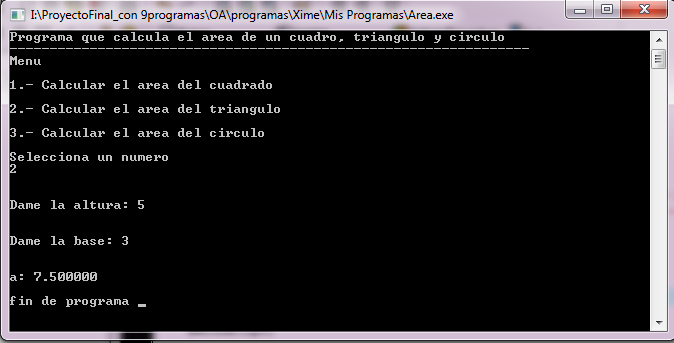 I:\ProyectoFinal_con 9programas\OA\programas\Xime\Mis Programas\Area.exe
Programa que calcula el area de un cuadro, triangulo y circulo
-----------------------------------------------------------------
Menu
1.- Calcular el area del cuadrado
2.- Calcular el area del triangulo
3.- Calcular el area del circulo
Selecciona un numero
2
Dame la altura: 5
Dame la base: 3
a: 7.500000
fin de programa _